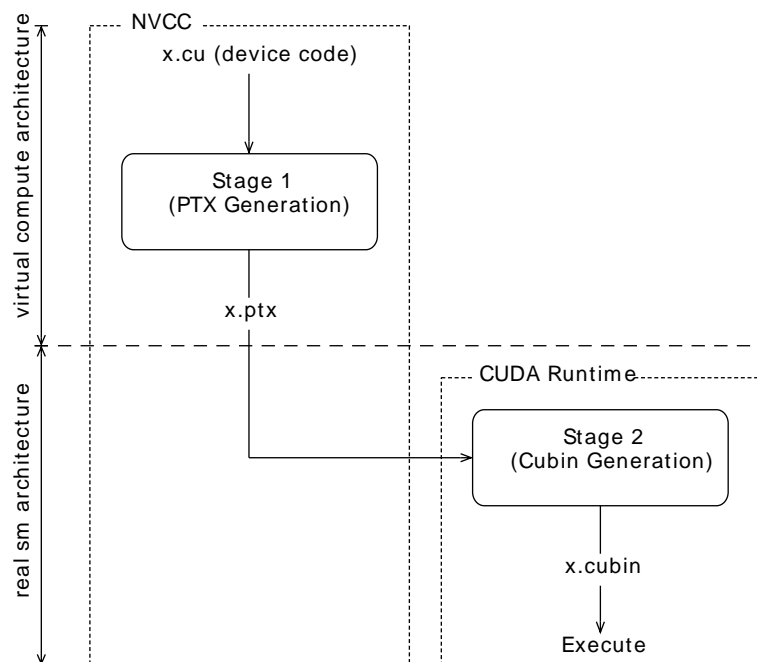 NVCC
x.cu (device code)
virtual compute architecture
Stage 1
(PTX Generation)
x.ptx
real sm architecture
CUDA Runtime
Stage 2
(Cubin Generation)
x.cubin
Execute